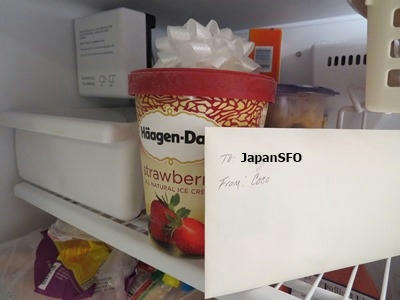 Häagen-Da
strawberr
ALL NATURAL ICE CRE
To: JapanSFO
From: Coco